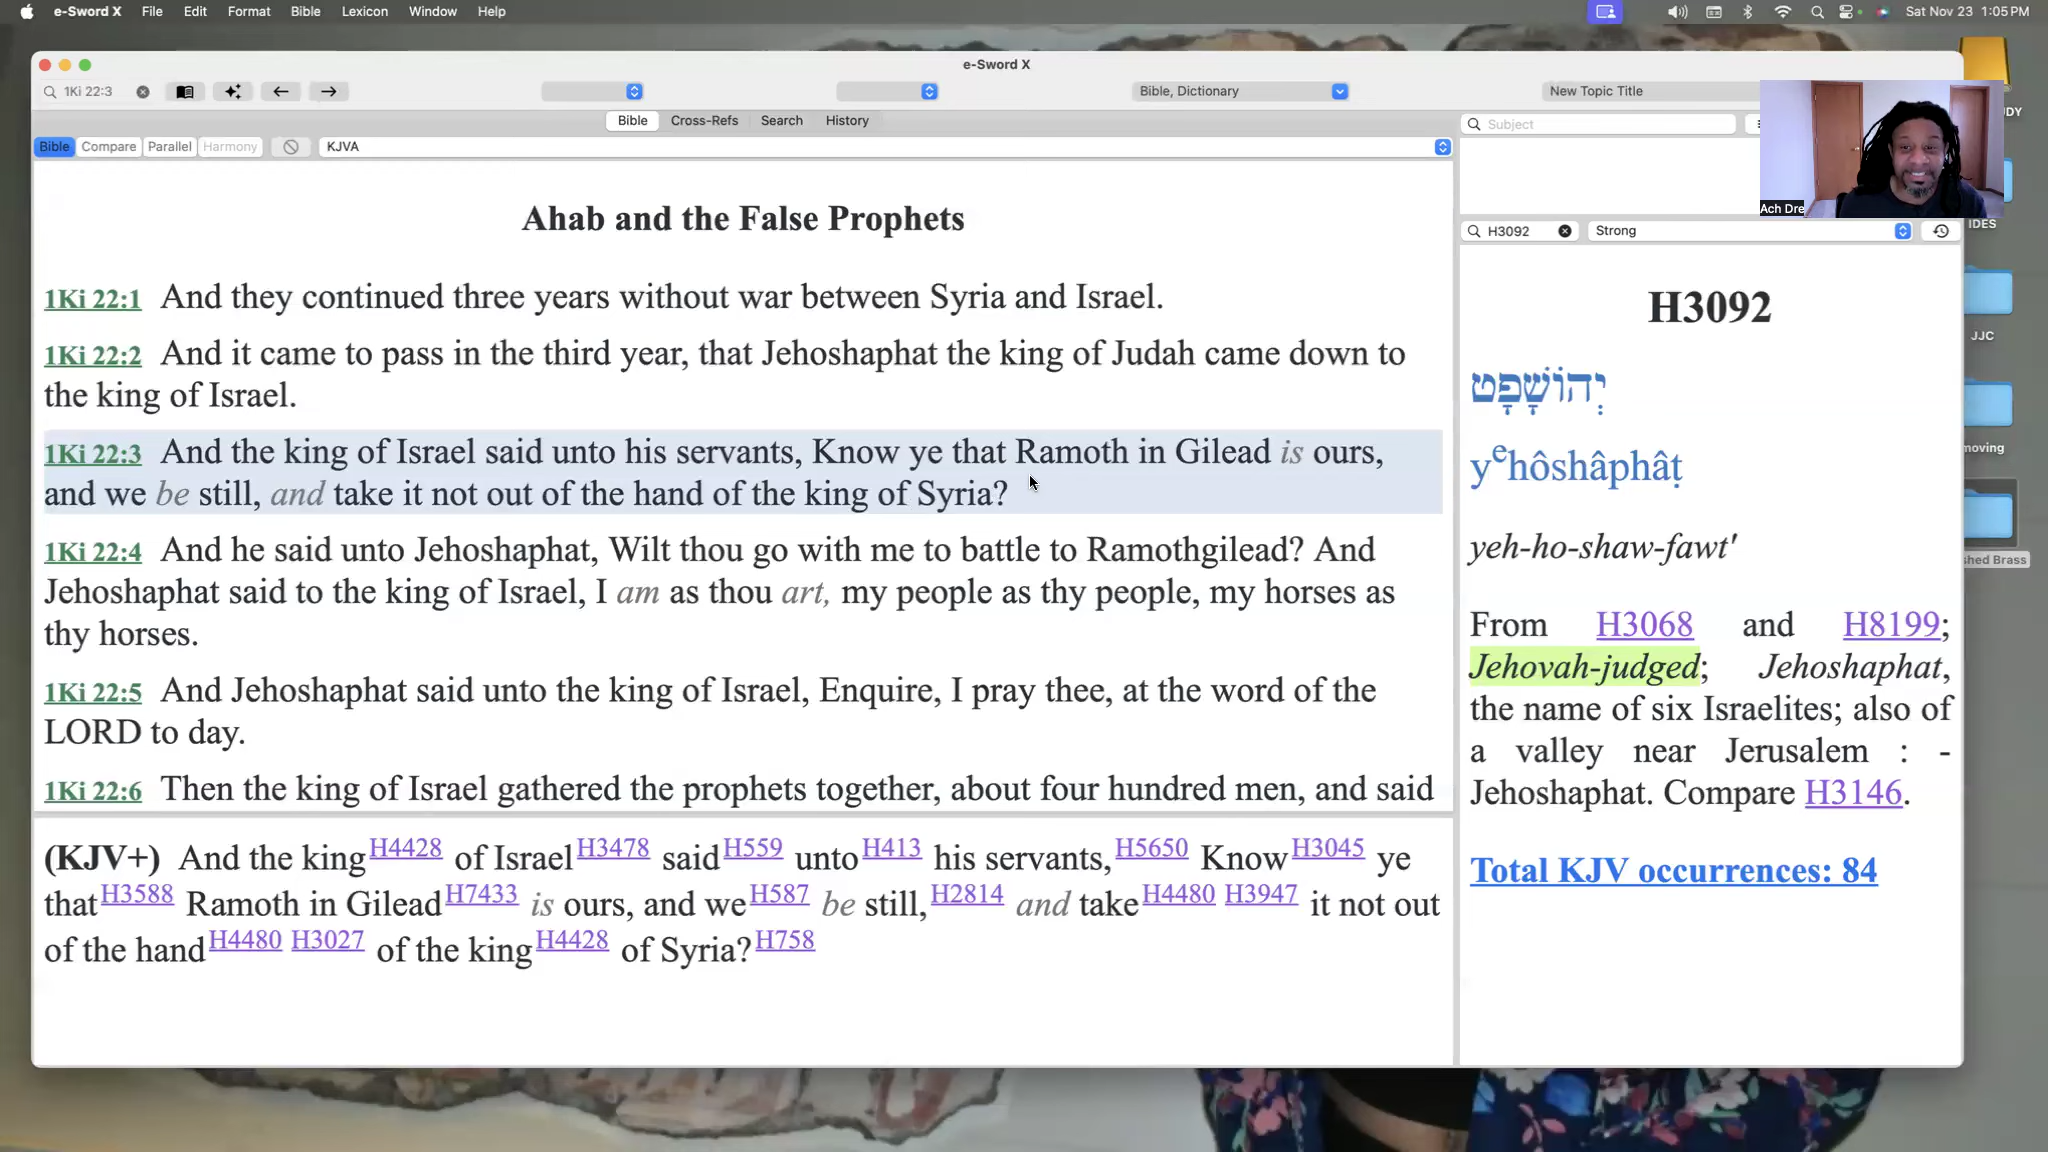 e-Sword X File Edit Format Bible Lexicon Window Help Sat Nov 23 1:05 PM
e-Sword X
1Ki 22:3 Bible, Dictionary New Topic Title
Bible Cross-Refs Search History
Subject
Bible Compare Parallel Harmony KJVA
Ach Dre
DY
IDES
JJC
moving
shed Brass
Ahab and the False Prophets
1Ki 22:1 And they continued three years without war between Syria and Israel.
1Ki 22:2 And it came to pass in the third year, that Jehoshaphat the king of Judah came down to
the king of Israel.
1Ki 22:3 And the king of Israel said unto his servants, Know ye that Ramoth in Gilead is ours,
and we be still, and take it not out of the hand of the king of Syria?
1Ki 22:4 And he said unto Jehoshaphat, Wilt thou go with me to battle to Ramothgilead? And
Jehoshaphat said to the king of Israel, I am as thou art, my people as thy people, my horses as
thy horses.
1Ki 22:5 And Jehoshaphat said unto the king of Israel, Enquire, I pray thee, at the word of the
LORD to day.
1Ki 22:6 Then the king of Israel gathered the prophets together, about four hundred men, and said
(KJV+) And the king H4428 of Israel H3478 said H559 unto H413 his servants, H5650 Know H3045 ye
that H3588 Ramoth in Gilead H7433 is ours, and we H587 be still, H2814 and take H4480 H3947 it not out
of the hand H4480 H3027 of the king H4428 of Syria? H758
H3092 Strong
H3092
יְהוֹשָׁפָט
yᵉhôshâphâṭ
yeh-ho-shaw-fawt'
From H3068 and H8199;
Jehovah-judged; Jehoshaphat,
the name of six Israelites; also of
a valley near Jerusalem : -
Jehoshaphat. Compare H3146.
Total KJV occurrences: 84